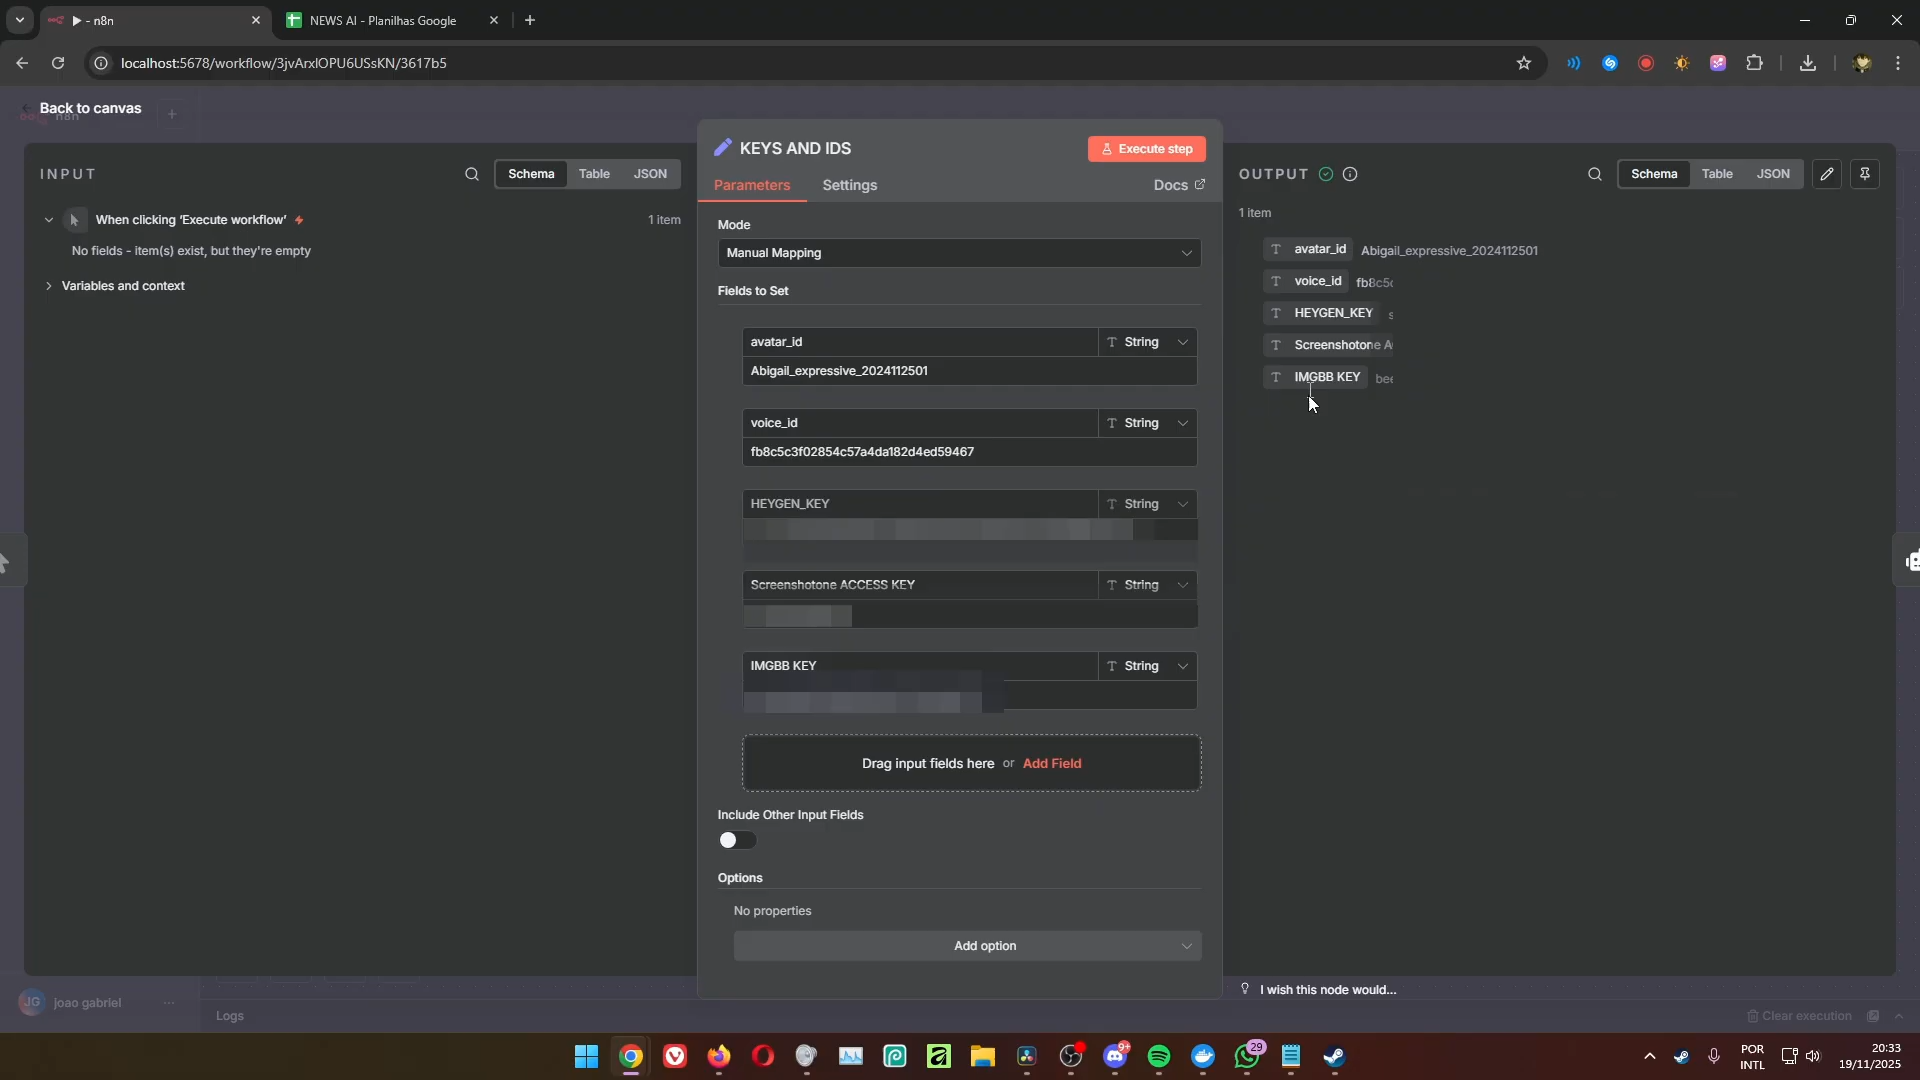 ▶ - n8n
NEWS AI - Planilhas Google
localhost:5678/workflow/3jvArxlOPU6USsKN/3617b5
Back to canvas
n8n
INPUT
Schema
Table
JSON
When clicking ‘Execute workflow’
1 item
No fields - item(s) exist, but they're empty
Variables and context
KEYS AND IDS
Execute step
Parameters
Settings
Docs
Mode
Manual Mapping
Fields to Set
avatar_id
String
Abigail_expressive_2024112501
voice_id
String
fb8c5c3f02854c57a4da182d4ed59467
HEYGEN_KEY
String
Screenshotone ACCESS KEY
String
IMGBB KEY
String
Drag input fields here or Add Field
Include Other Input Fields
Options
No properties
Add option
OUTPUT
Schema
Table
JSON
1 item
avatar_id Abigail_expressive_2024112501
voice_id fb8c5c
HEYGEN_KEY s
Screenshotone A
IMGBB KEY bee
I wish this node would...
JG joao gabriel
Logs
Clear execution
9+
29
POR
INTL
20:33
19/11/2025